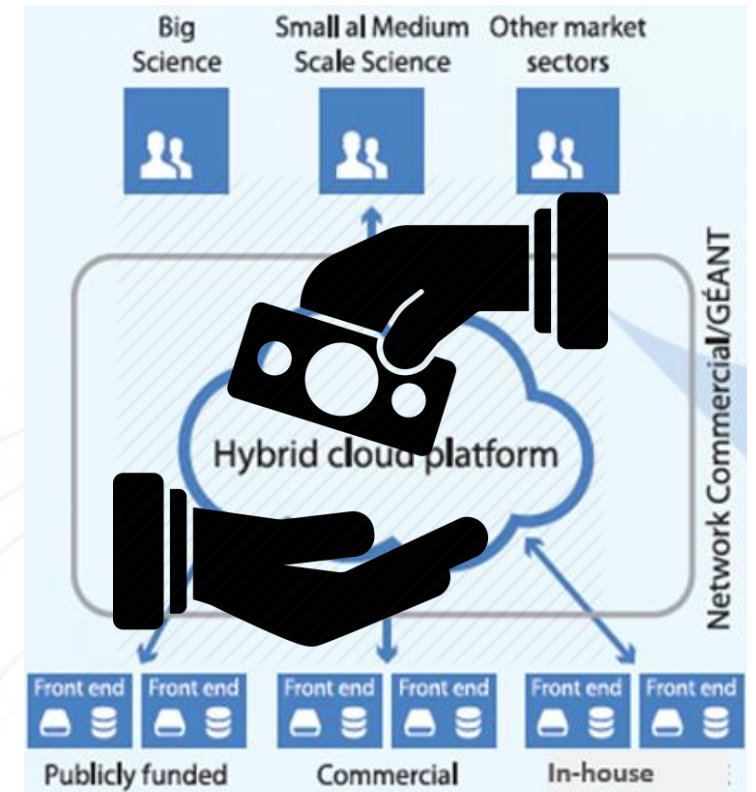 Big Science
Small al Medium Scale Science
Other market sectors
Network Commercial/GÉANT
Hybrid cloud platform
Front end
Front end
Front end
Front end
Front end
Front end
Publicly funded
Commercial
In-house